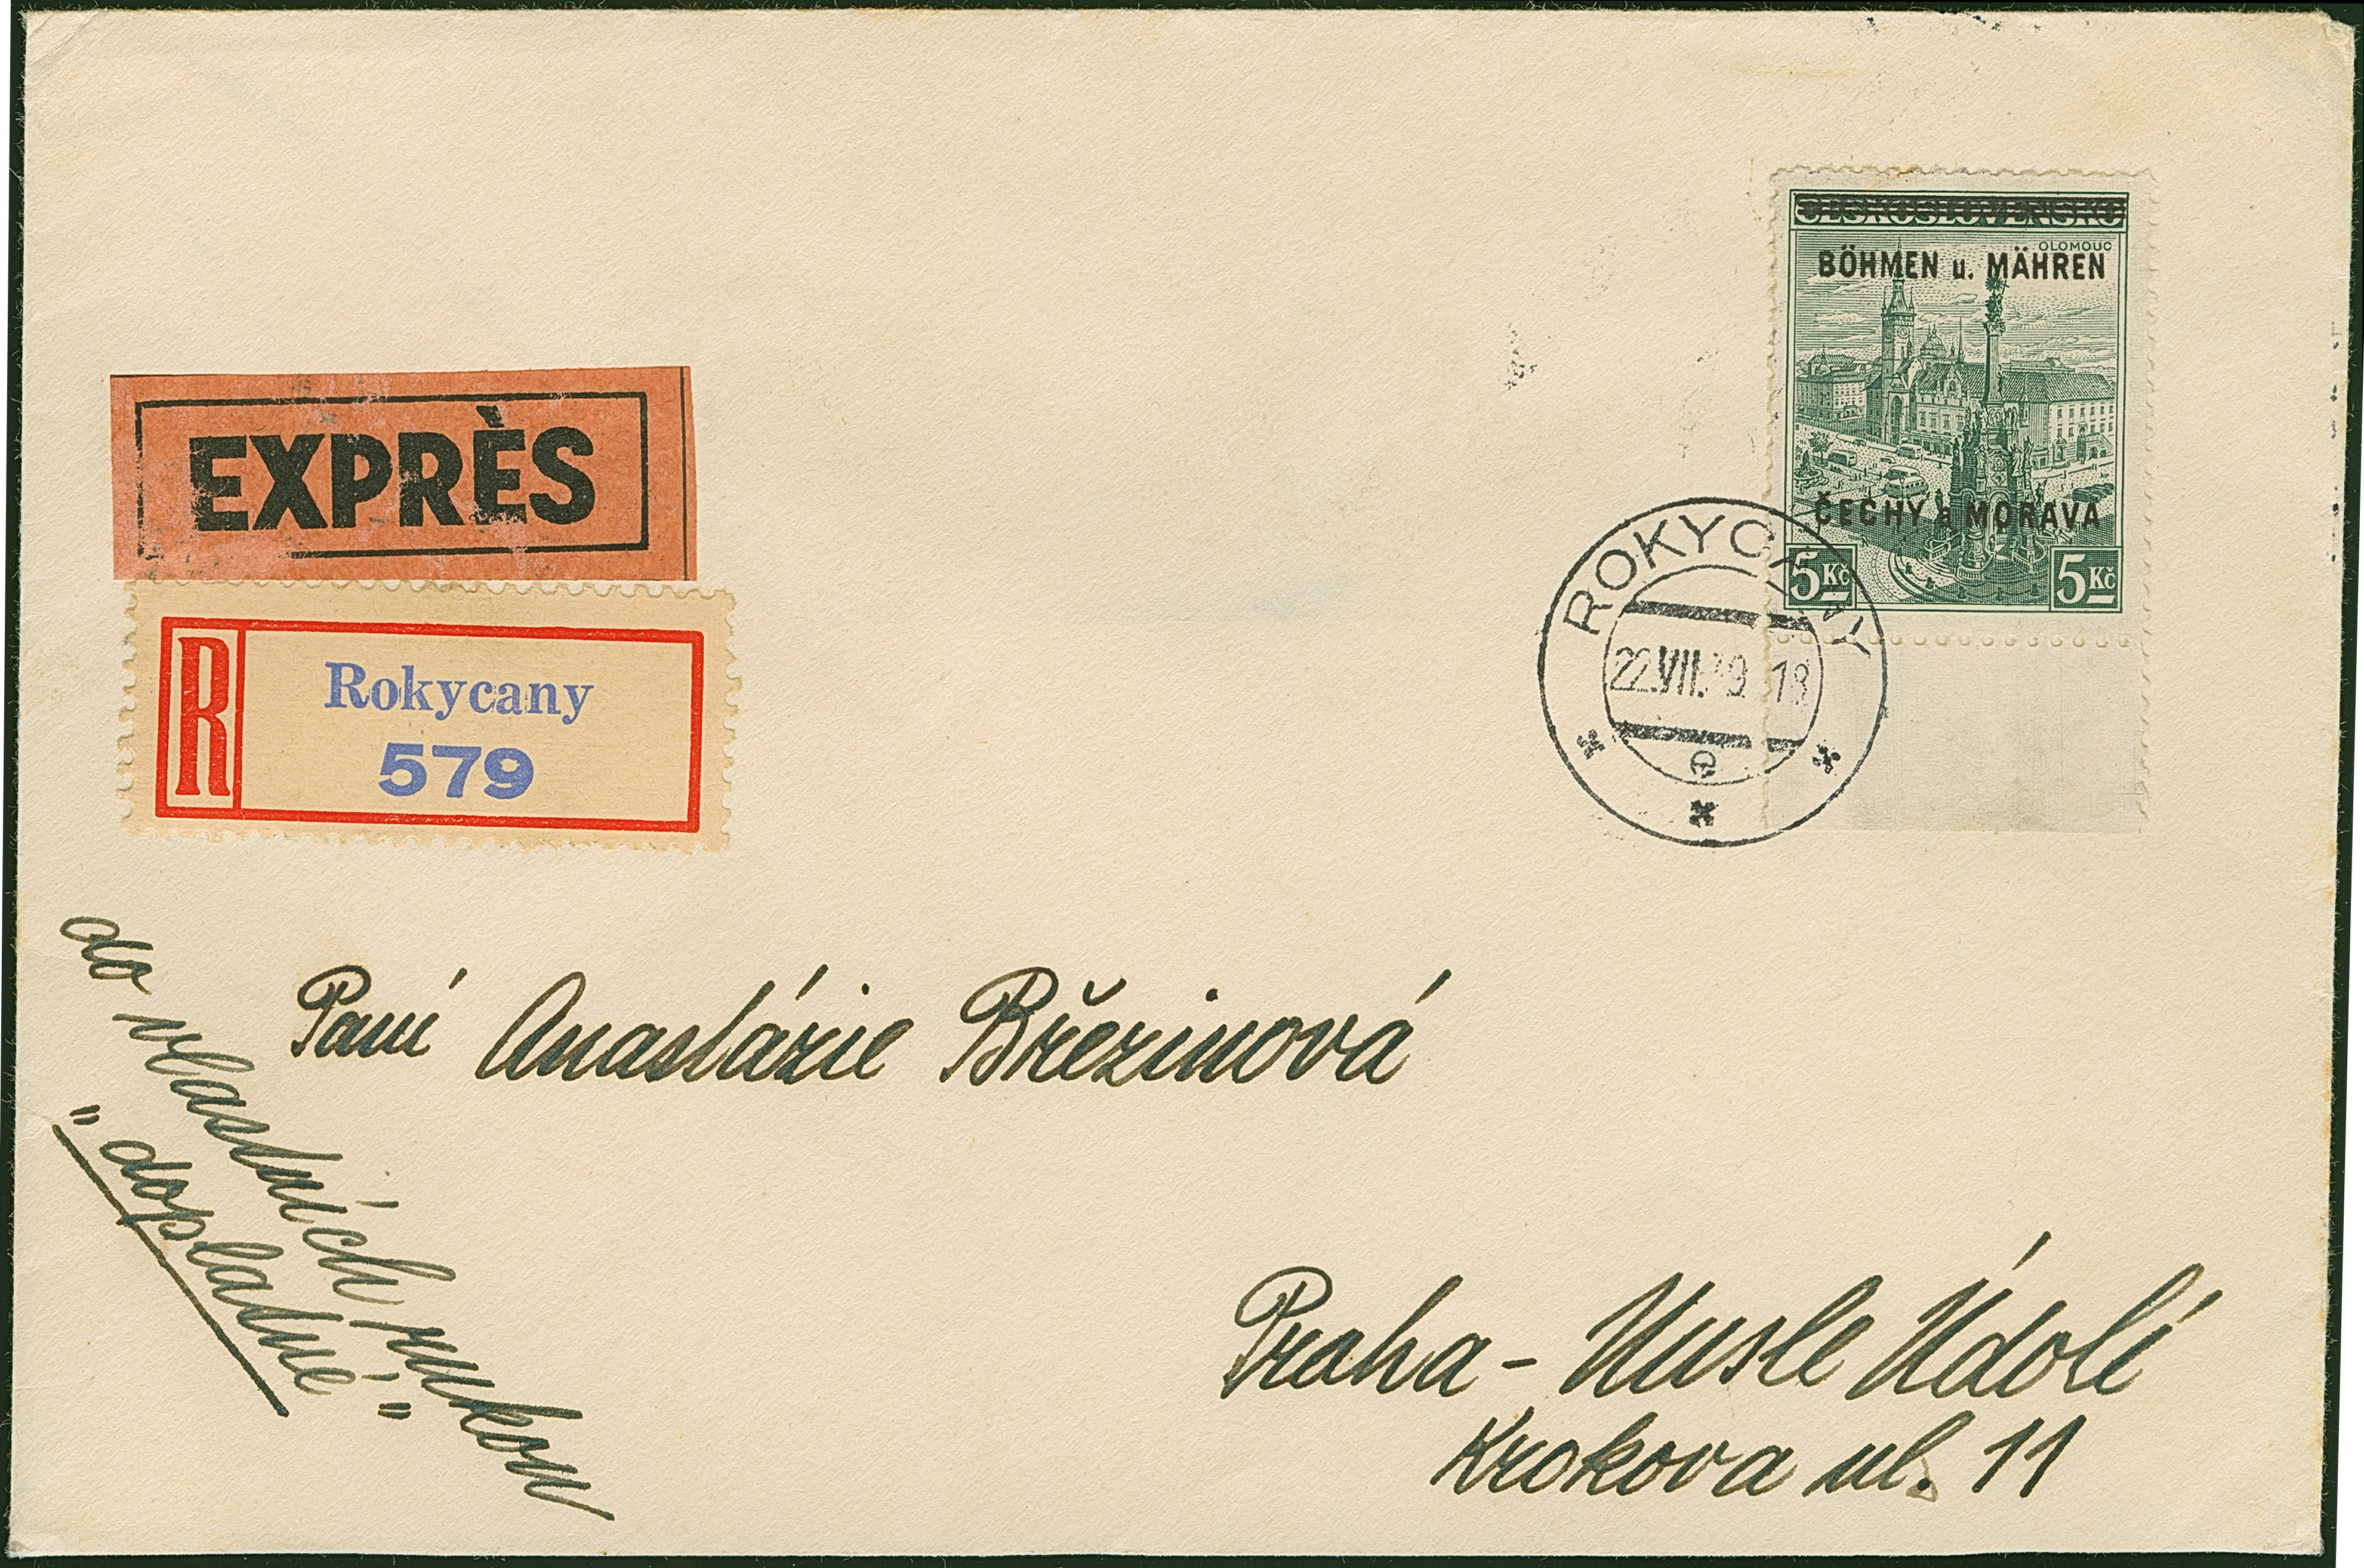 ČESKOSLOVENSKO
OLOMOUC
BÖHMEN u. MÄHREN
ČECHY a MORAVA
5 Kč 5 Kč
EXPRÈS
ROKYCANY
22.VII.39 18
e
R Rokycany
579
do vlastních rukou
"doplatné"
Paní Anastázie Březinová
Praha - Nusle Údolí
Krokova ul. 11